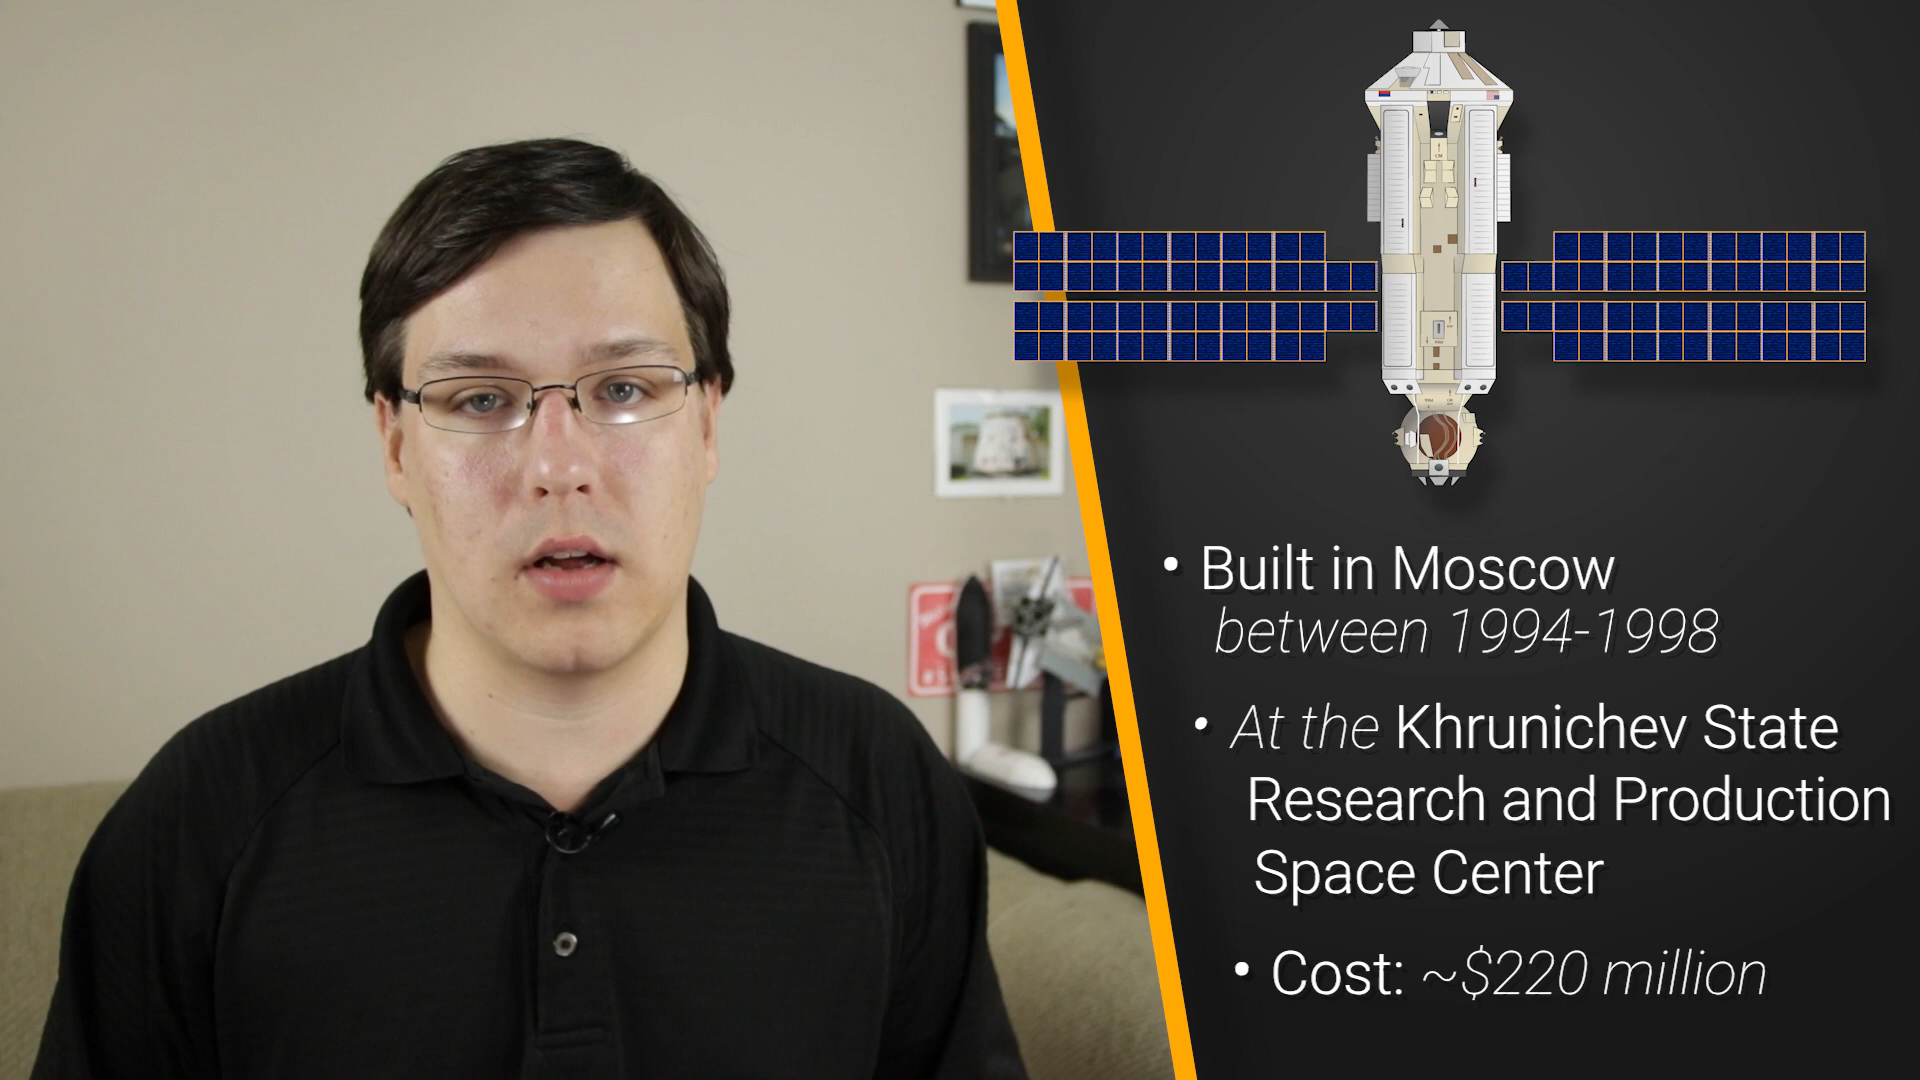 • Built in Moscow
between 1994-1998
• At the Khrunichev State
Research and Production
Space Center
• Cost: ~$220 million